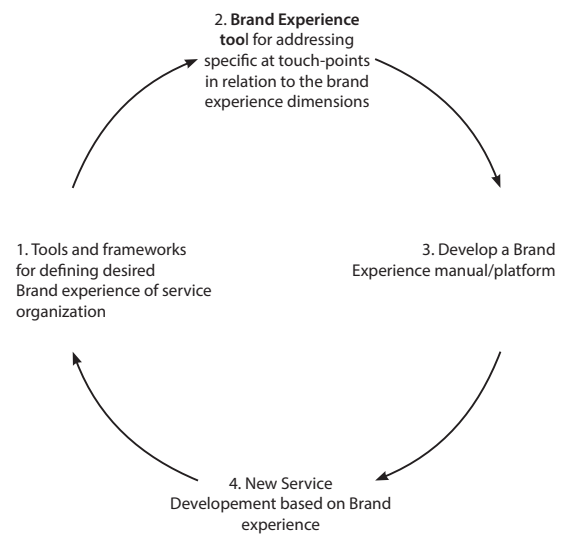 2. Brand Experience
tool for addressing
specific at touch-points
in relation to the brand
experience dimensions
1. Tools and frameworks
for defining desired
Brand experience of service
organization
3. Develop a Brand
Experience manual/platform
4. New Service
Developement based on Brand
experience